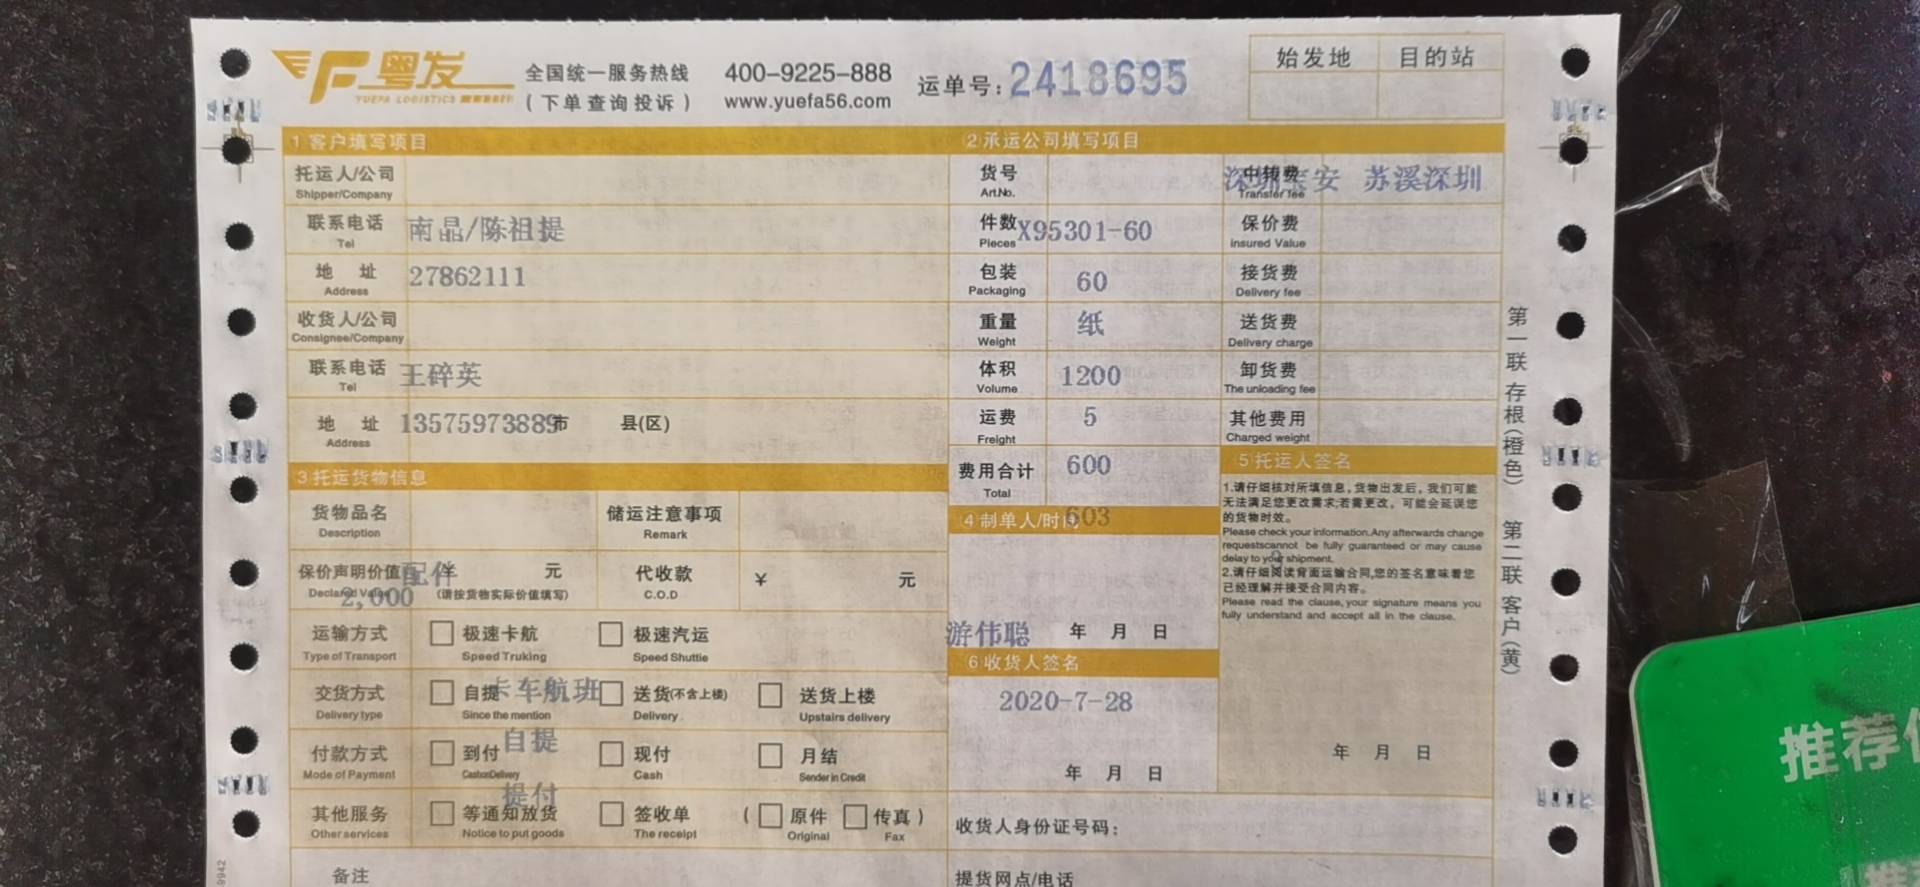 粤发
YUEFA LOGISTICS
全国统一服务热线 400-9225-888
(下单查询投诉) www.yuefa56.com
运单号:2418695
始发地 目的站
1 客户填写项目 2 承运公司填写项目
托运人/公司 Shipper/Company
货号 Art.No.
中转费 Transfer fee
安 苏溪深圳
联系电话 Tel 南晶/陈祖提
件数 Pieces X95301-60
保价费 insured Value
地 址 Address 27862111
包装 Packaging 60
接货费 Delivery fee
收货人/公司 Consignee/Company
重量 Weight 纸
送货费 Delivery charge
联系电话 Tel 王碎英
体积 Volume 1200
卸货费 The unloading fee
地 址 Address 13575973889 市 县(区)
运费 Freight 5
其他费用 Charged weight
费用合计 Total 600
3 托运货物信息
5 托运人签名
货物品名 Description
储运注意事项 Remark
4 制单人/时间 603
1.请仔细核对所填信息,货物出发后,我们可能
无法满足您更改需求;若需更改,可能会延误您
的货物时效。
Please check your information.Any afterwards change
requestscannot be fully guaranteed or may cause
delay to your shipment.
2.请仔细阅读背面运输合同,您的签名意味着您
已经理解并接受合同内容。
Please read the clause,your signature means you
fully understand and accept all in the clause.
保价声明价值 Declared Value 配件 元
2,000 (请按货物实际价值填写)
代收款 C.O.D ¥ 元
运输方式 Type of Transport
极速卡航 Speed Truking
极速汽运 Speed Shuttle
游伟聪 年 月 日
6 收货人签名
交货方式 Delivery type
自提 Since the mention
卡车航班
送货(不含上楼) Delivery
送货上楼 Upstairs delivery
2020-7-28
付款方式 Mode of Payment
到付 CashonDelivery
自提
现付 Cash
月结 Sender in Credit
年 月 日
年 月 日
其他服务 Other services
提付
等通知放货 Notice to put goods
签收单 The receipt
(原件 Original 传真 Fax)
收货人身份证号码:
备注
提货网点/电话
第一联 存根(橙色) 第二联 客户(黄)
9942
推荐